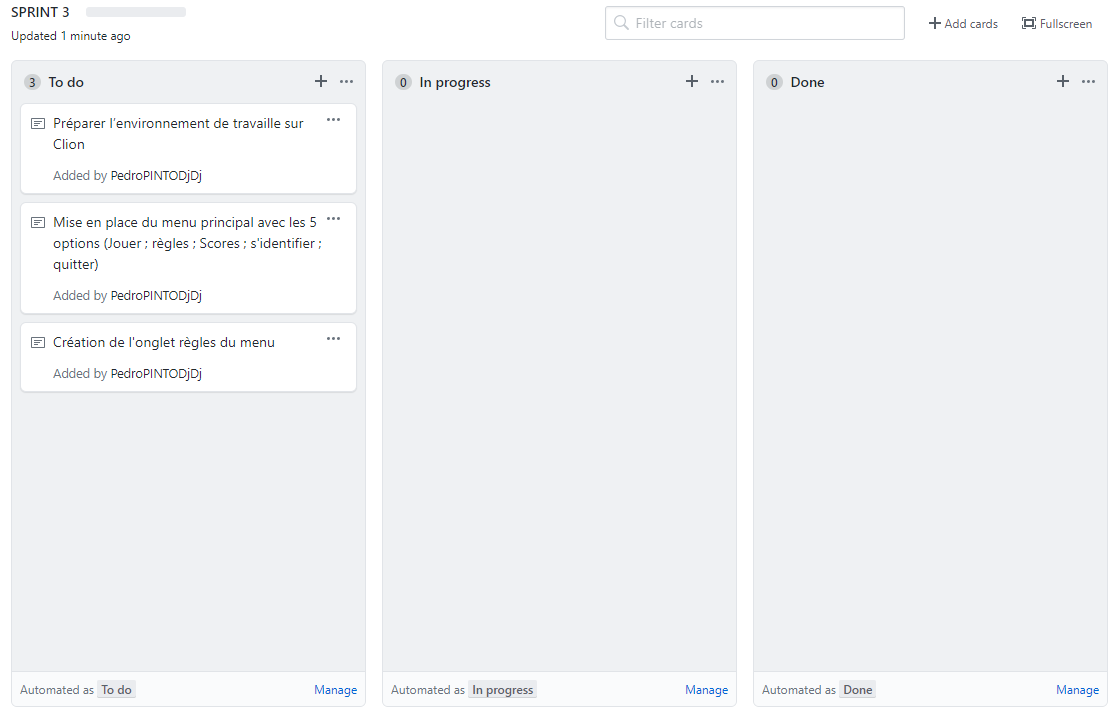 SPRINT 3
Updated 1 minute ago
Filter cards
Add cards
Fullscreen
3 To do
Préparer l'environnement de travaille sur
Clion
Added by PedroPINTODjDj
Mise en place du menu principal avec les 5
options (Jouer ; règles ; Scores ; s'identifier ;
quitter)
Added by PedroPINTODjDj
Création de l'onglet règles du menu
Added by PedroPINTODjDj
Automated as To do
Manage
0 In progress
Automated as In progress
Manage
0 Done
Automated as Done
Manage